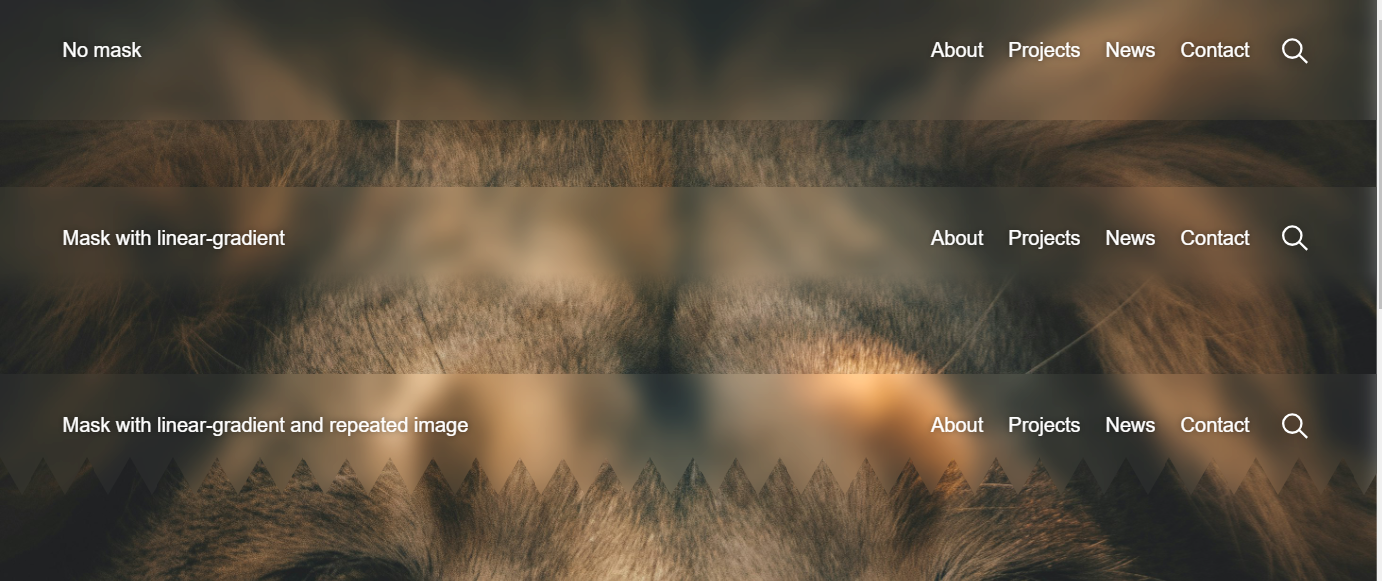 No mask About Projects News Contact
Mask with linear-gradient About Projects News Contact
Mask with linear-gradient and repeated image About Projects News Contact